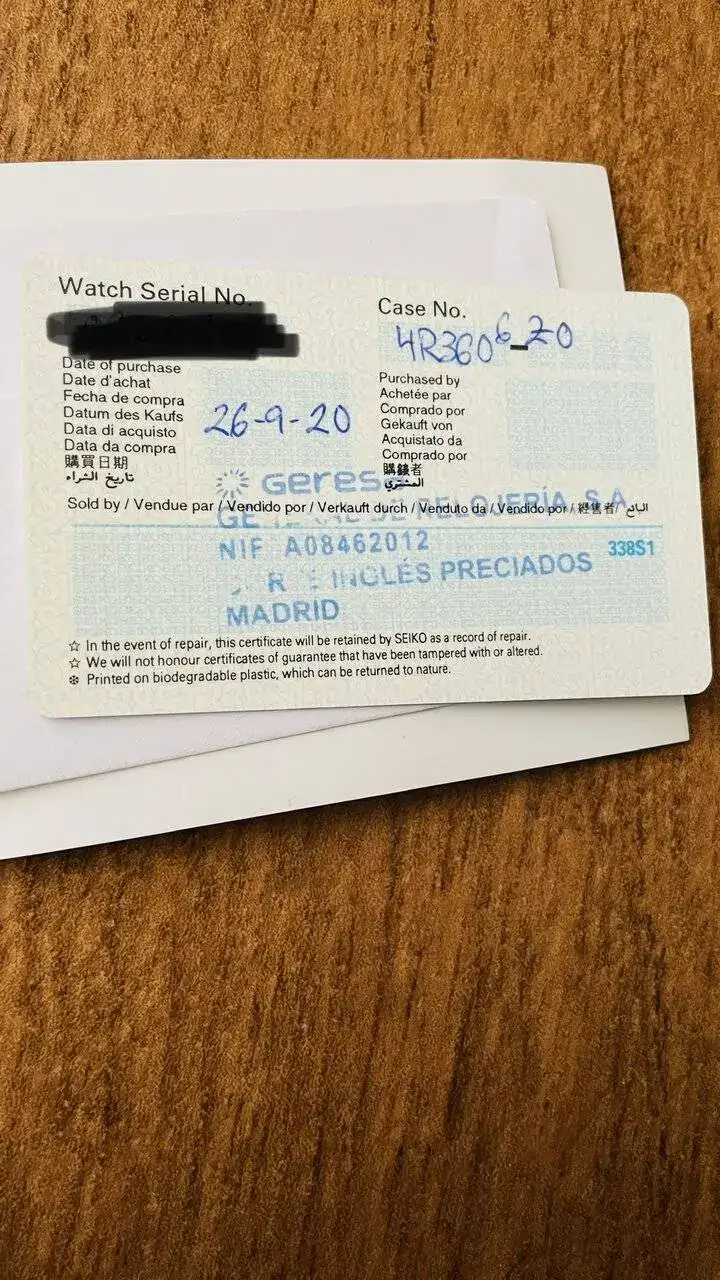 Watch Serial No.
Case No.
4R3606-Z0
Date of purchase
Date d'achat
Fecha de compra
Datum des Kaufs
Data di acquisto
Data da compra
購買日期
تاريخ الشراء
26-9-20
Purchased by
Achetée par
Comprado por
Gekauft von
Acquistato da
Comprado por
購錶者
المشتري
geresa
Sold by / Vendue par / Vendido por / Verkauft durch / Venduto da / Vendido por / 經售者 / البائع
DE RELOJERÍA, S.A.
NIF A08462012
338S1
INGLÉS PRECIADOS
MADRID
☆ In the event of repair, this certificate will be retained by SEIKO as a record of repair.
☆ We will not honour certificates of guarantee that have been tampered with or altered.
❄ Printed on biodegradable plastic, which can be returned to nature.